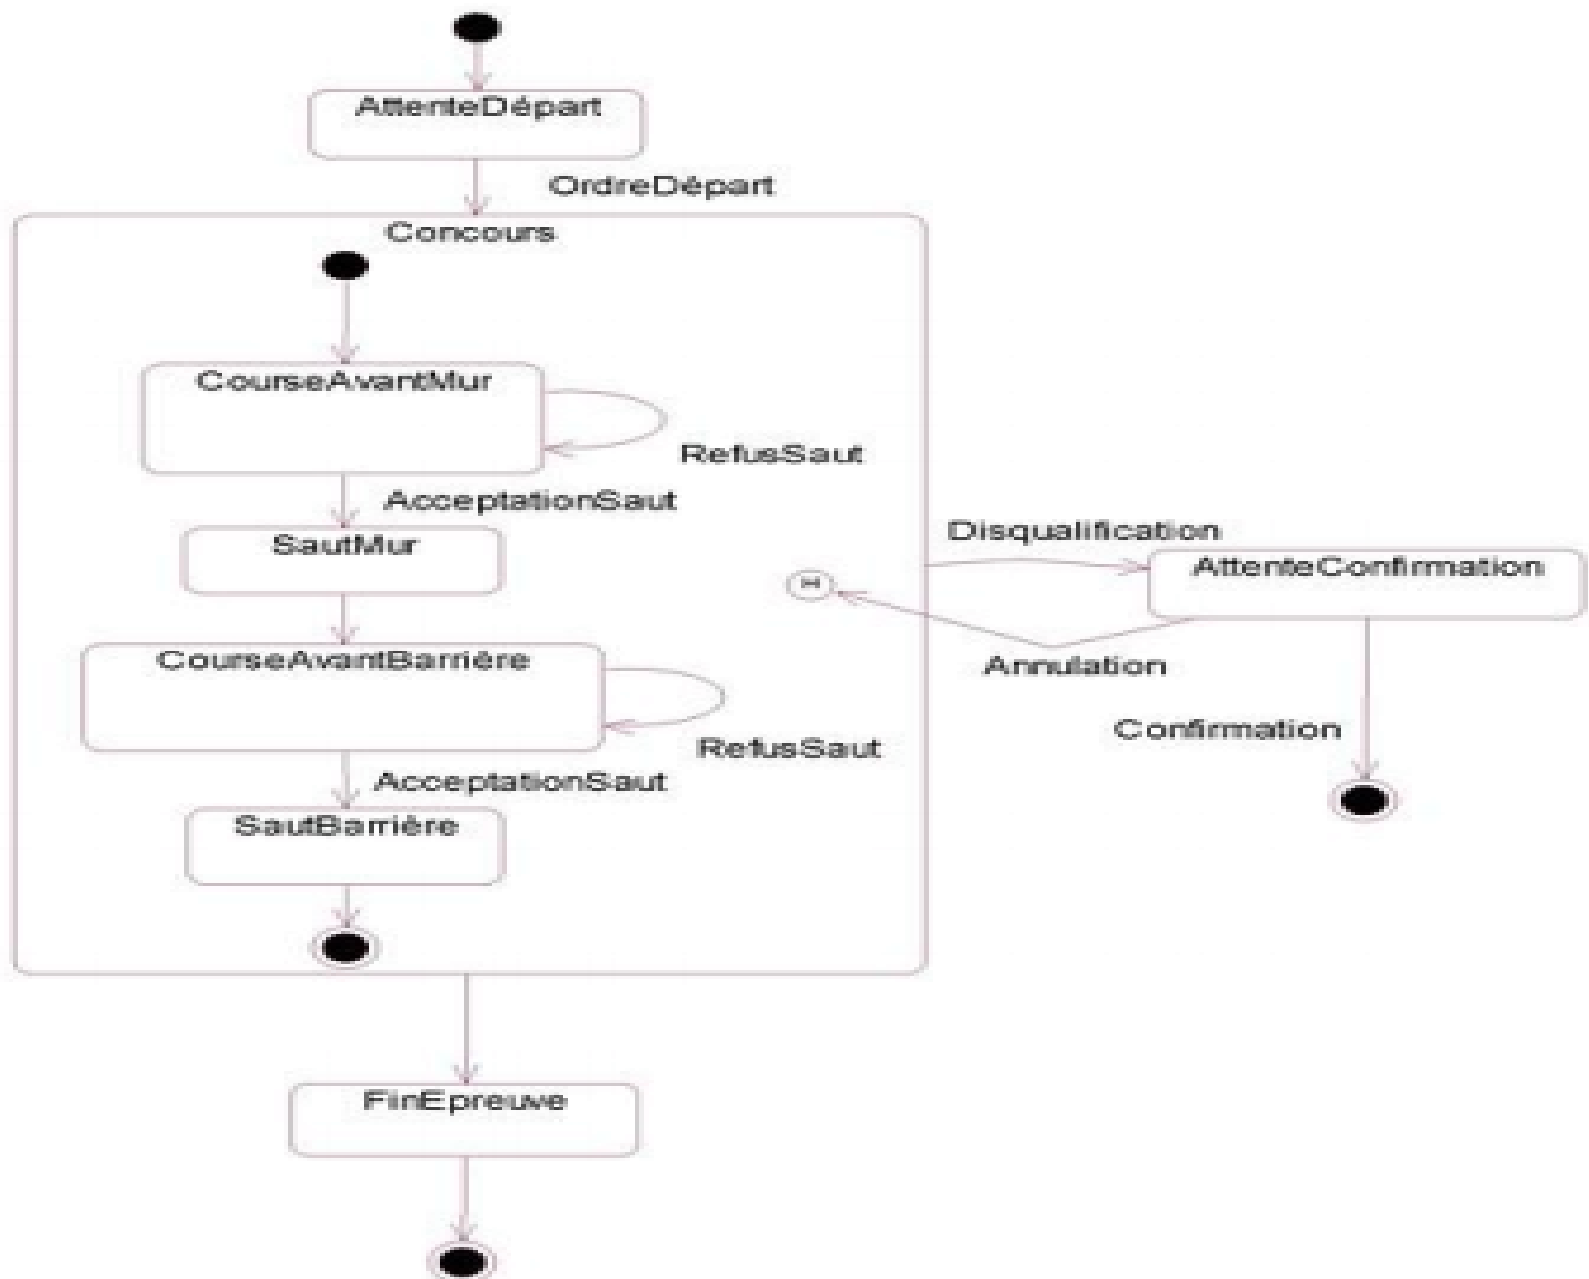 AttenteDépart
OrdreDépart
Concours
CourseAvantMur
RefusSaut
AcceptationSaut
SautMur
Disqualification
AttenteConfirmation
H
Annulation
CourseAvantBarrière
RefusSaut
Confirmation
AcceptationSaut
SautBarrière
FinEpreuve